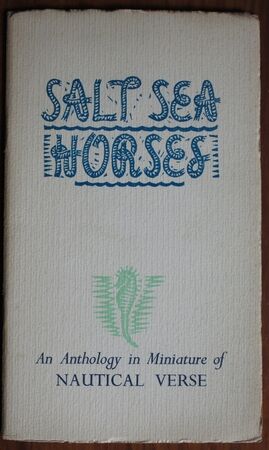 SALT SEA
HORSES
An Anthology in Miniature of
NAUTICAL VERSE